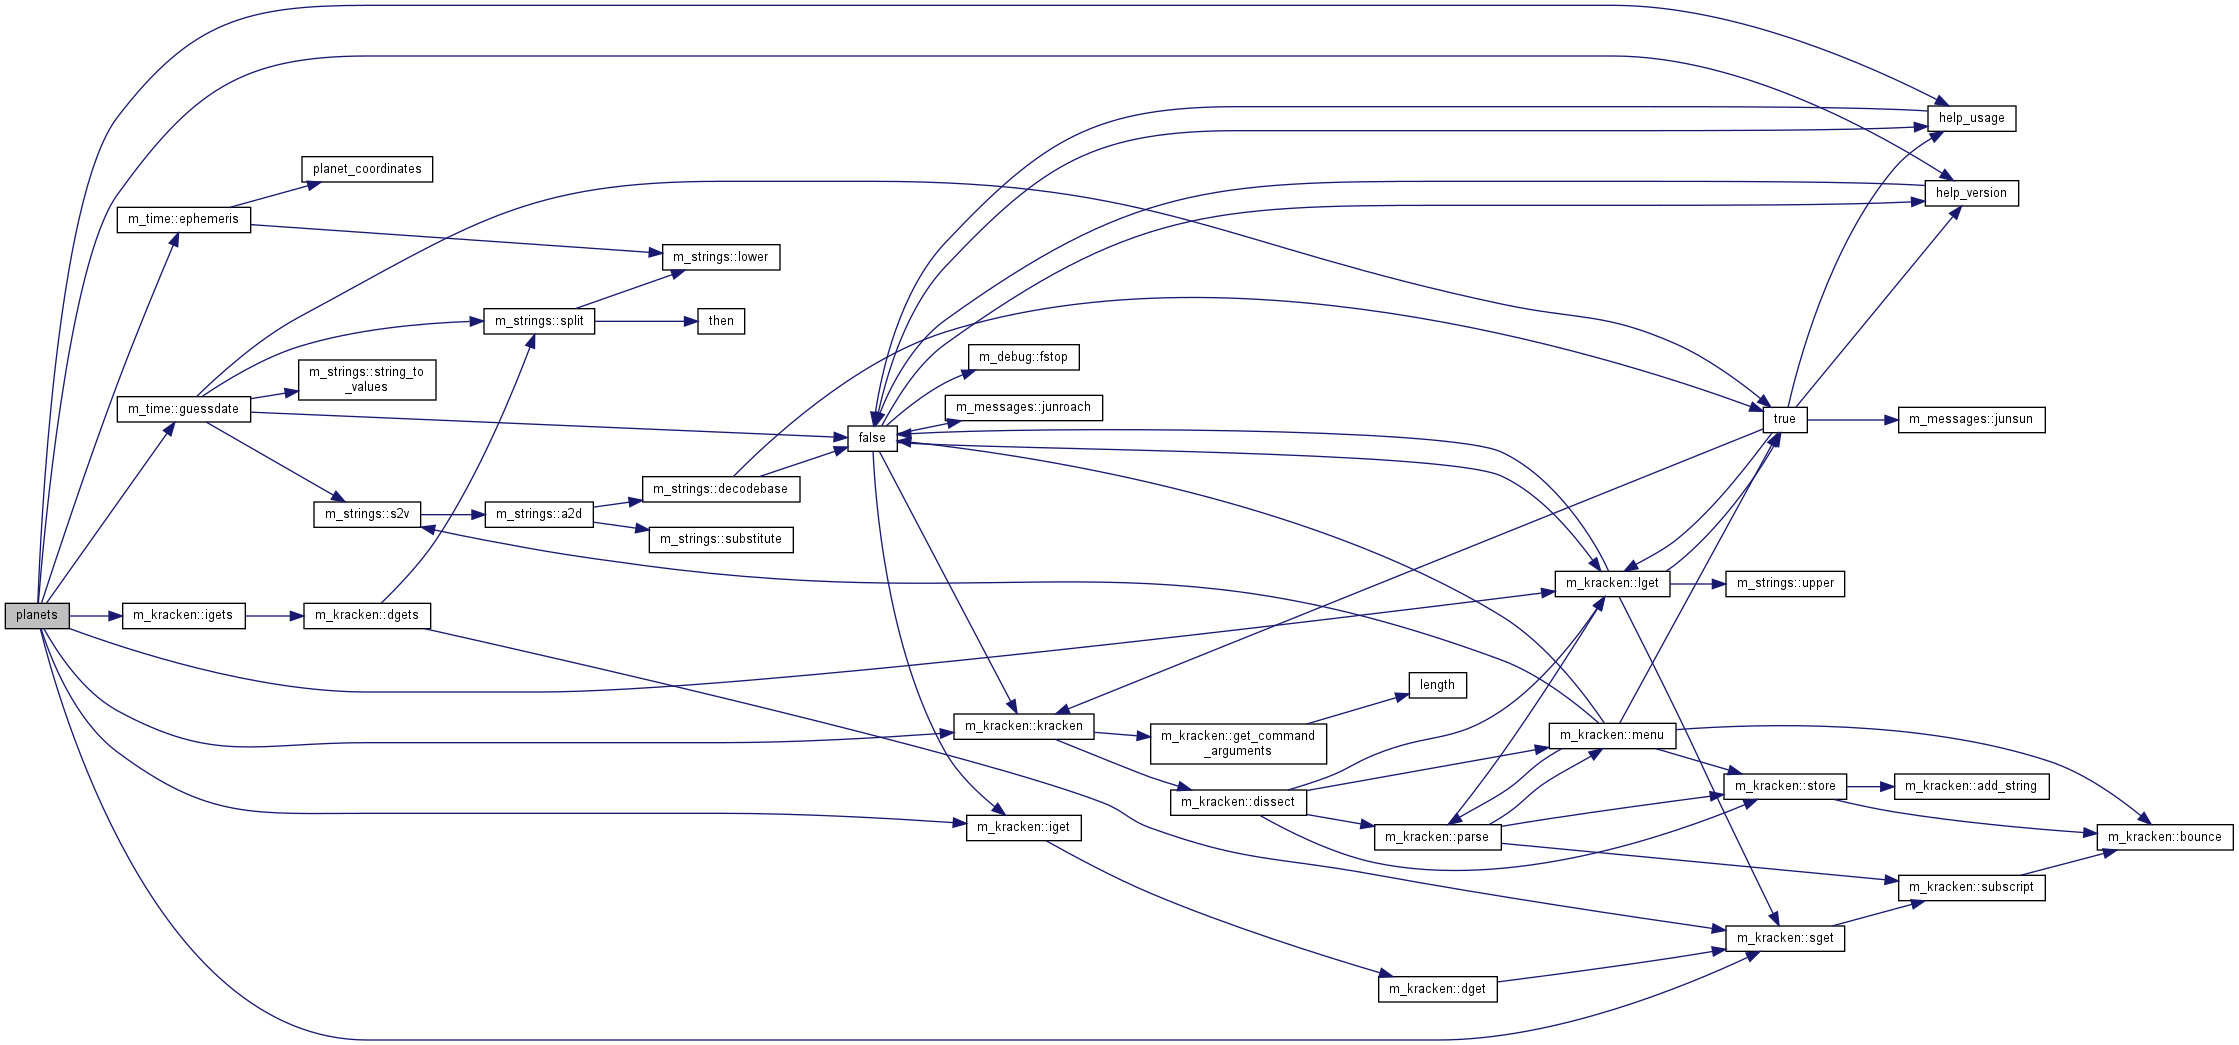 help_usage
planet_coordinates
help_version
m_time::ephemeris
m_strings::lower
m_strings::split
then
m_debug::fstop
m_strings::string_to
_values
m_time::guessdate
m_messages::junroach
true
m_messages::junsun
false
m_strings::decodebase
m_strings::s2v
m_strings::a2d
m_strings::substitute
m_kracken::lget
m_strings::upper
planets
m_kracken::igets
m_kracken::dgets
length
m_kracken::kracken
m_kracken::get_command
_arguments
m_kracken::menu
m_kracken::dissect
m_kracken::store
m_kracken::add_string
m_kracken::iget
m_kracken::parse
m_kracken::bounce
m_kracken::subscript
m_kracken::sget
m_kracken::dget